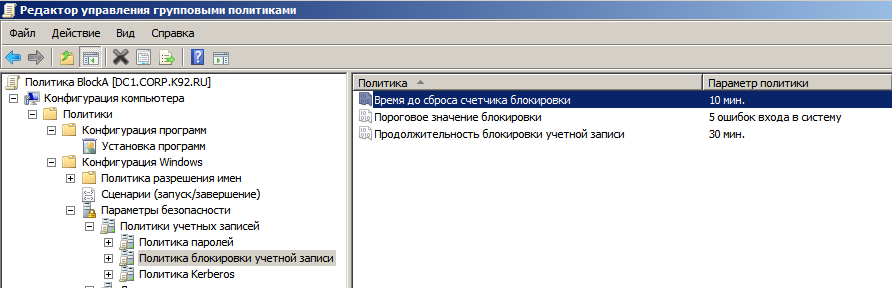 Редактор управления групповыми политиками
Файл Действие Вид Справка
Политика BlockA [DC1.CORP.K92.RU]
Конфигурация компьютера
Политики
Конфигурация программ
Установка программ
Конфигурация Windows
Политика разрешения имен
Сценарии (запуск/завершение)
Параметры безопасности
Политики учетных записей
Политика паролей
Политика блокировки учетной записи
Политика Kerberos
Политика Параметр политики
Время до сброса счетчика блокировки 10 мин.
Пороговое значение блокировки 5 ошибок входа в систему
Продолжительность блокировки учетной записи 30 мин.